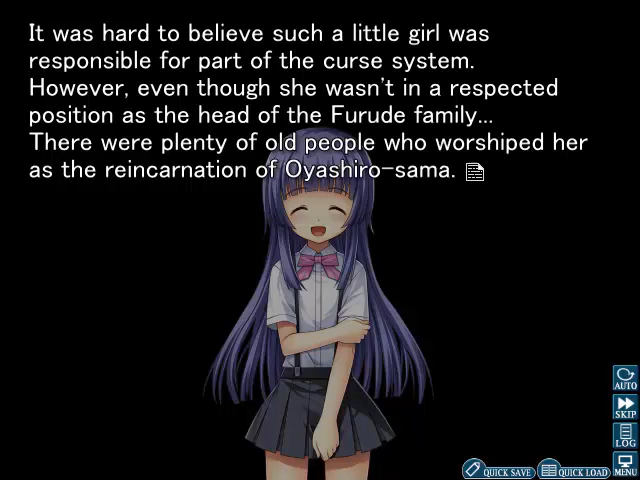 It was hard to believe such a little girl was
responsible for part of the curse system.
However, even though she wasn't in a respected
position as the head of the Furude family...
There were plenty of old people who worshiped her
as the reincarnation of Oyashiro-sama.
AUTO
SKIP
LOG
MENU
QUICK SAVE
QUICK LOAD